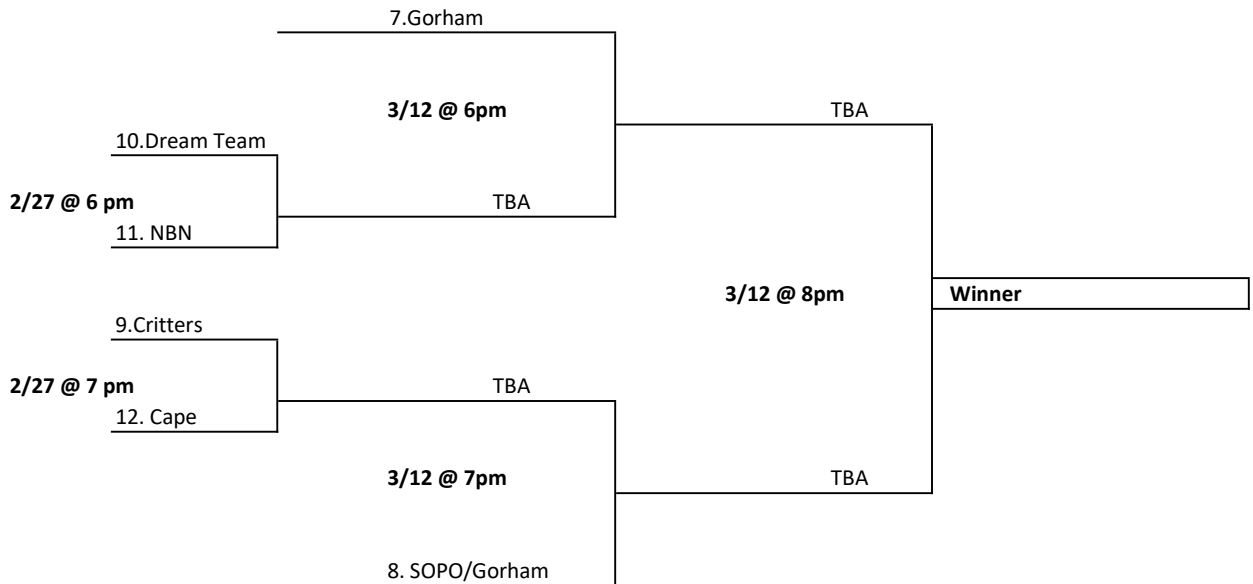 7.Gorham
3/12 @ 6pm
TBA
10.Dream Team
2/27 @ 6 pm
TBA
11. NBN
3/12 @ 8pm
Winner
9.Critters
2/27 @ 7 pm
TBA
12. Cape
3/12 @ 7pm
TBA
8. SOPO/Gorham